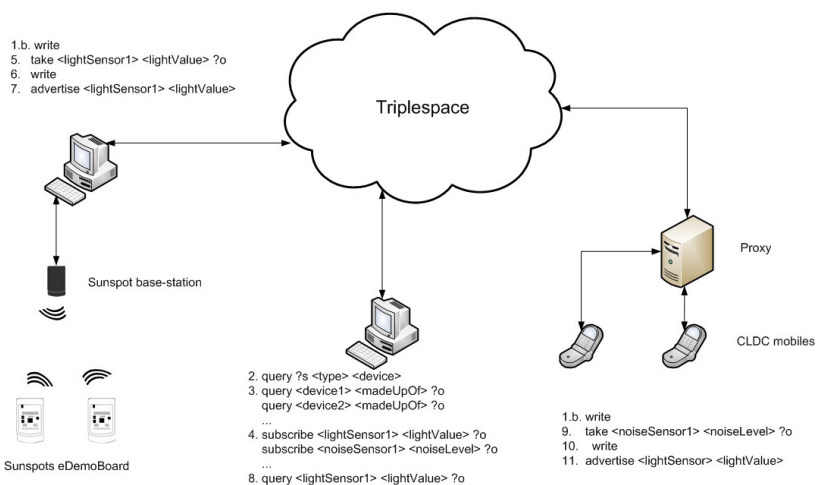 1.b. write
5. take <lightSensor1> <lightValue> ?o
6. write
7. advertise <lightSensor1> <lightValue>
Triplespace
Sunspot base-station
Sunspots eDemoBoard
2. query ?s <type> <device>
3. query <device1> <madeUpOf> ?o
query <device2> <madeUpOf> ?o
...
4. subscribe <lightSensor1> <lightValue> ?o
subscribe <noiseSensor1> <noiseLevel> ?o
...
8. query <lightSensor1> <lightValue> ?o
Proxy
CLDC mobiles
1.b. write
9. take <noiseSensor1> <noiseLevel> ?o
10. write
11. advertise <lightSensor> <lightValue>